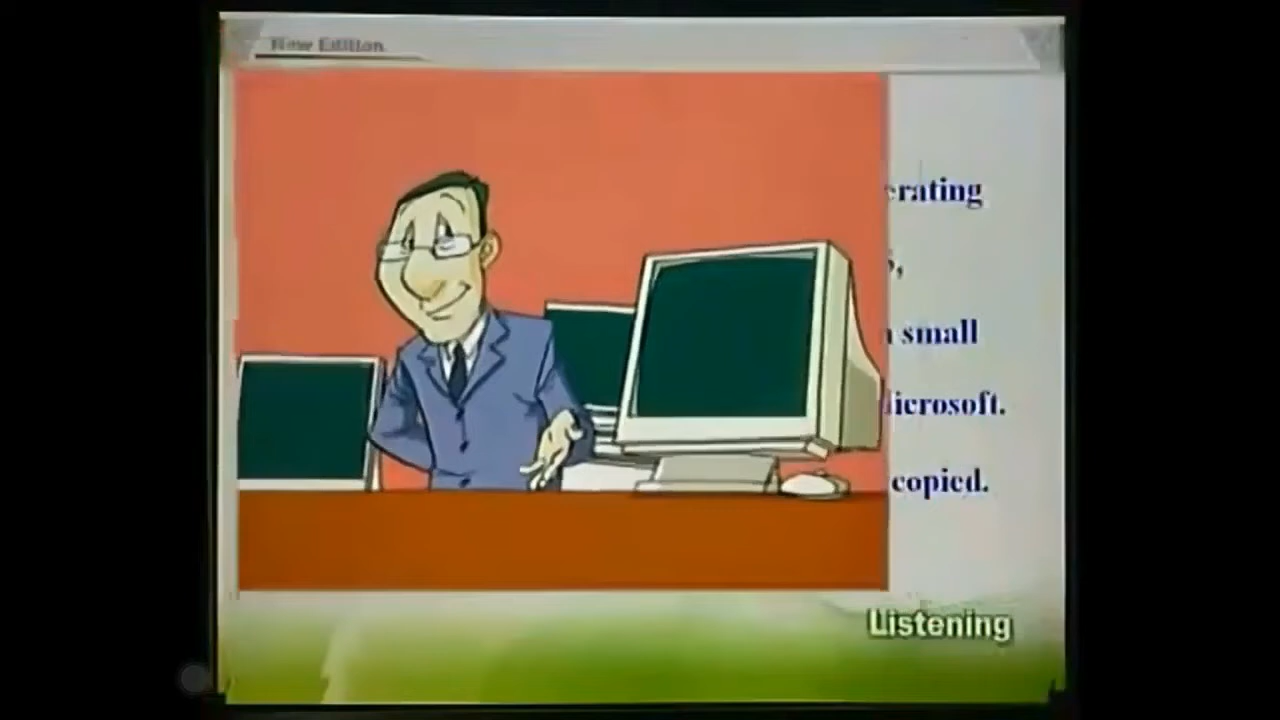 New Edition
erating
s,
small
icrosoft.
copied.
Listening